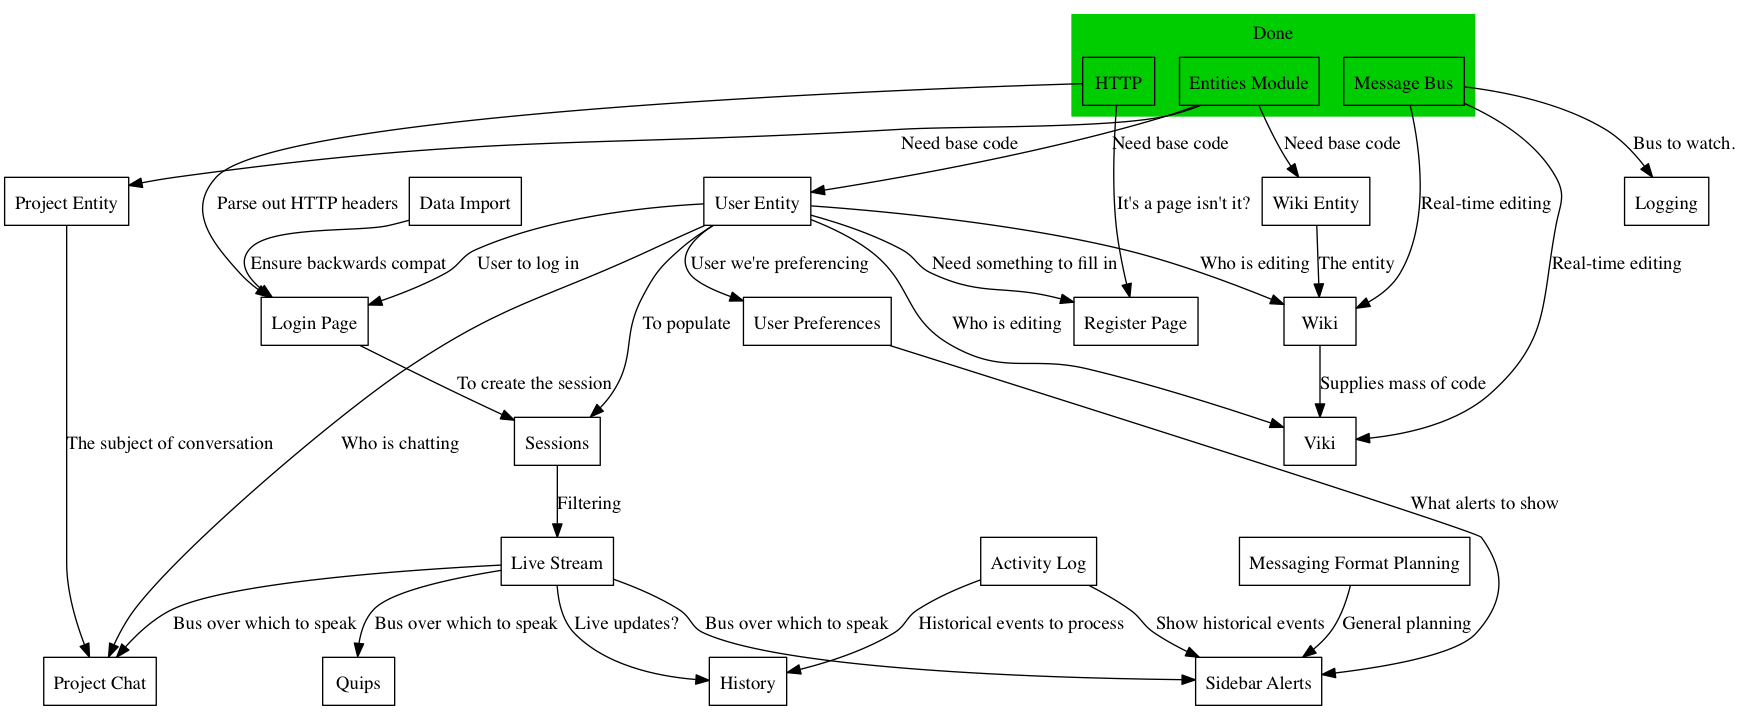 Done
HTTP
Entities Module
Message Bus
Need base code
Need base code
Need base code
Bus to watch.
Project Entity
Parse out HTTP headers
Data Import
User Entity
It's a page isn't it?
Wiki Entity
Real-time editing
Logging
Ensure backwards compat
User to log in
User we're preferencing
Need something to fill in
Who is editing
The entity
Real-time editing
Login Page
To populate
User Preferences
Who is editing
Register Page
Wiki
To create the session
Supplies mass of code
The subject of conversation
Who is chatting
Sessions
Viki
Filtering
What alerts to show
Live Stream
Activity Log
Messaging Format Planning
Bus over which to speak
Bus over which to speak
Live updates?
Bus over which to speak
Historical events to process
Show historical events
General planning
Project Chat
Quips
History
Sidebar Alerts